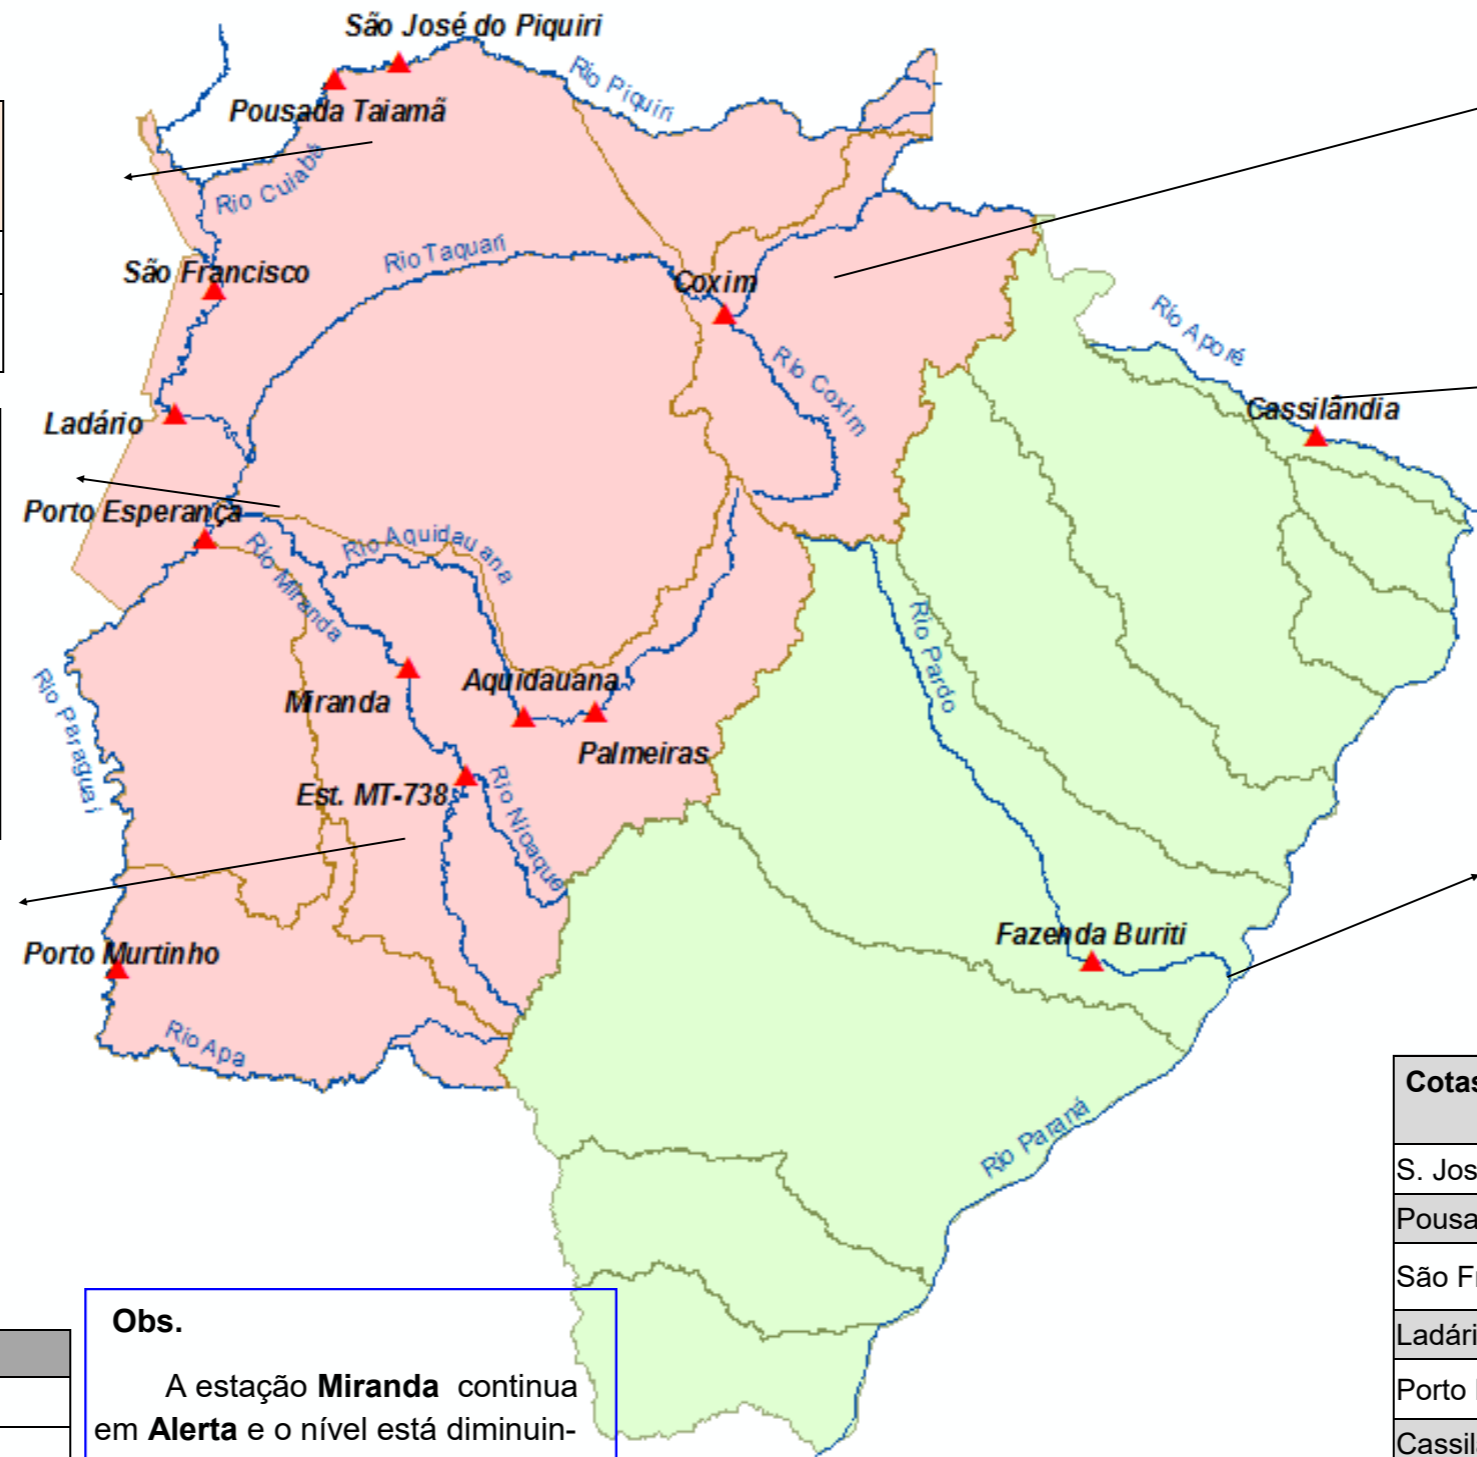 São José do Piquiri
Rio Piquiri
Pousada Taiamã
Rio Cuiabá
Rio Taquari
São Francisco
Coxim
Rio Aporé
Rio Coxim
Cassilândia
Ladário
Porto Esperança
Rio Aquidauana
Rio Miranda
Rio Pardo
Rio Paraguai
Aquidauana
Miranda
Palmeiras
Est. MT-738
Rio Nioaque
Fazenda Buriti
Porto Murtinho
Rio Apa
Rio Paraná
Cotas
S. Jos
Pousa
São F
Ladári
Porto
Cassil
Obs.
A estação Miranda continua
em Alerta e o nível está diminuin-